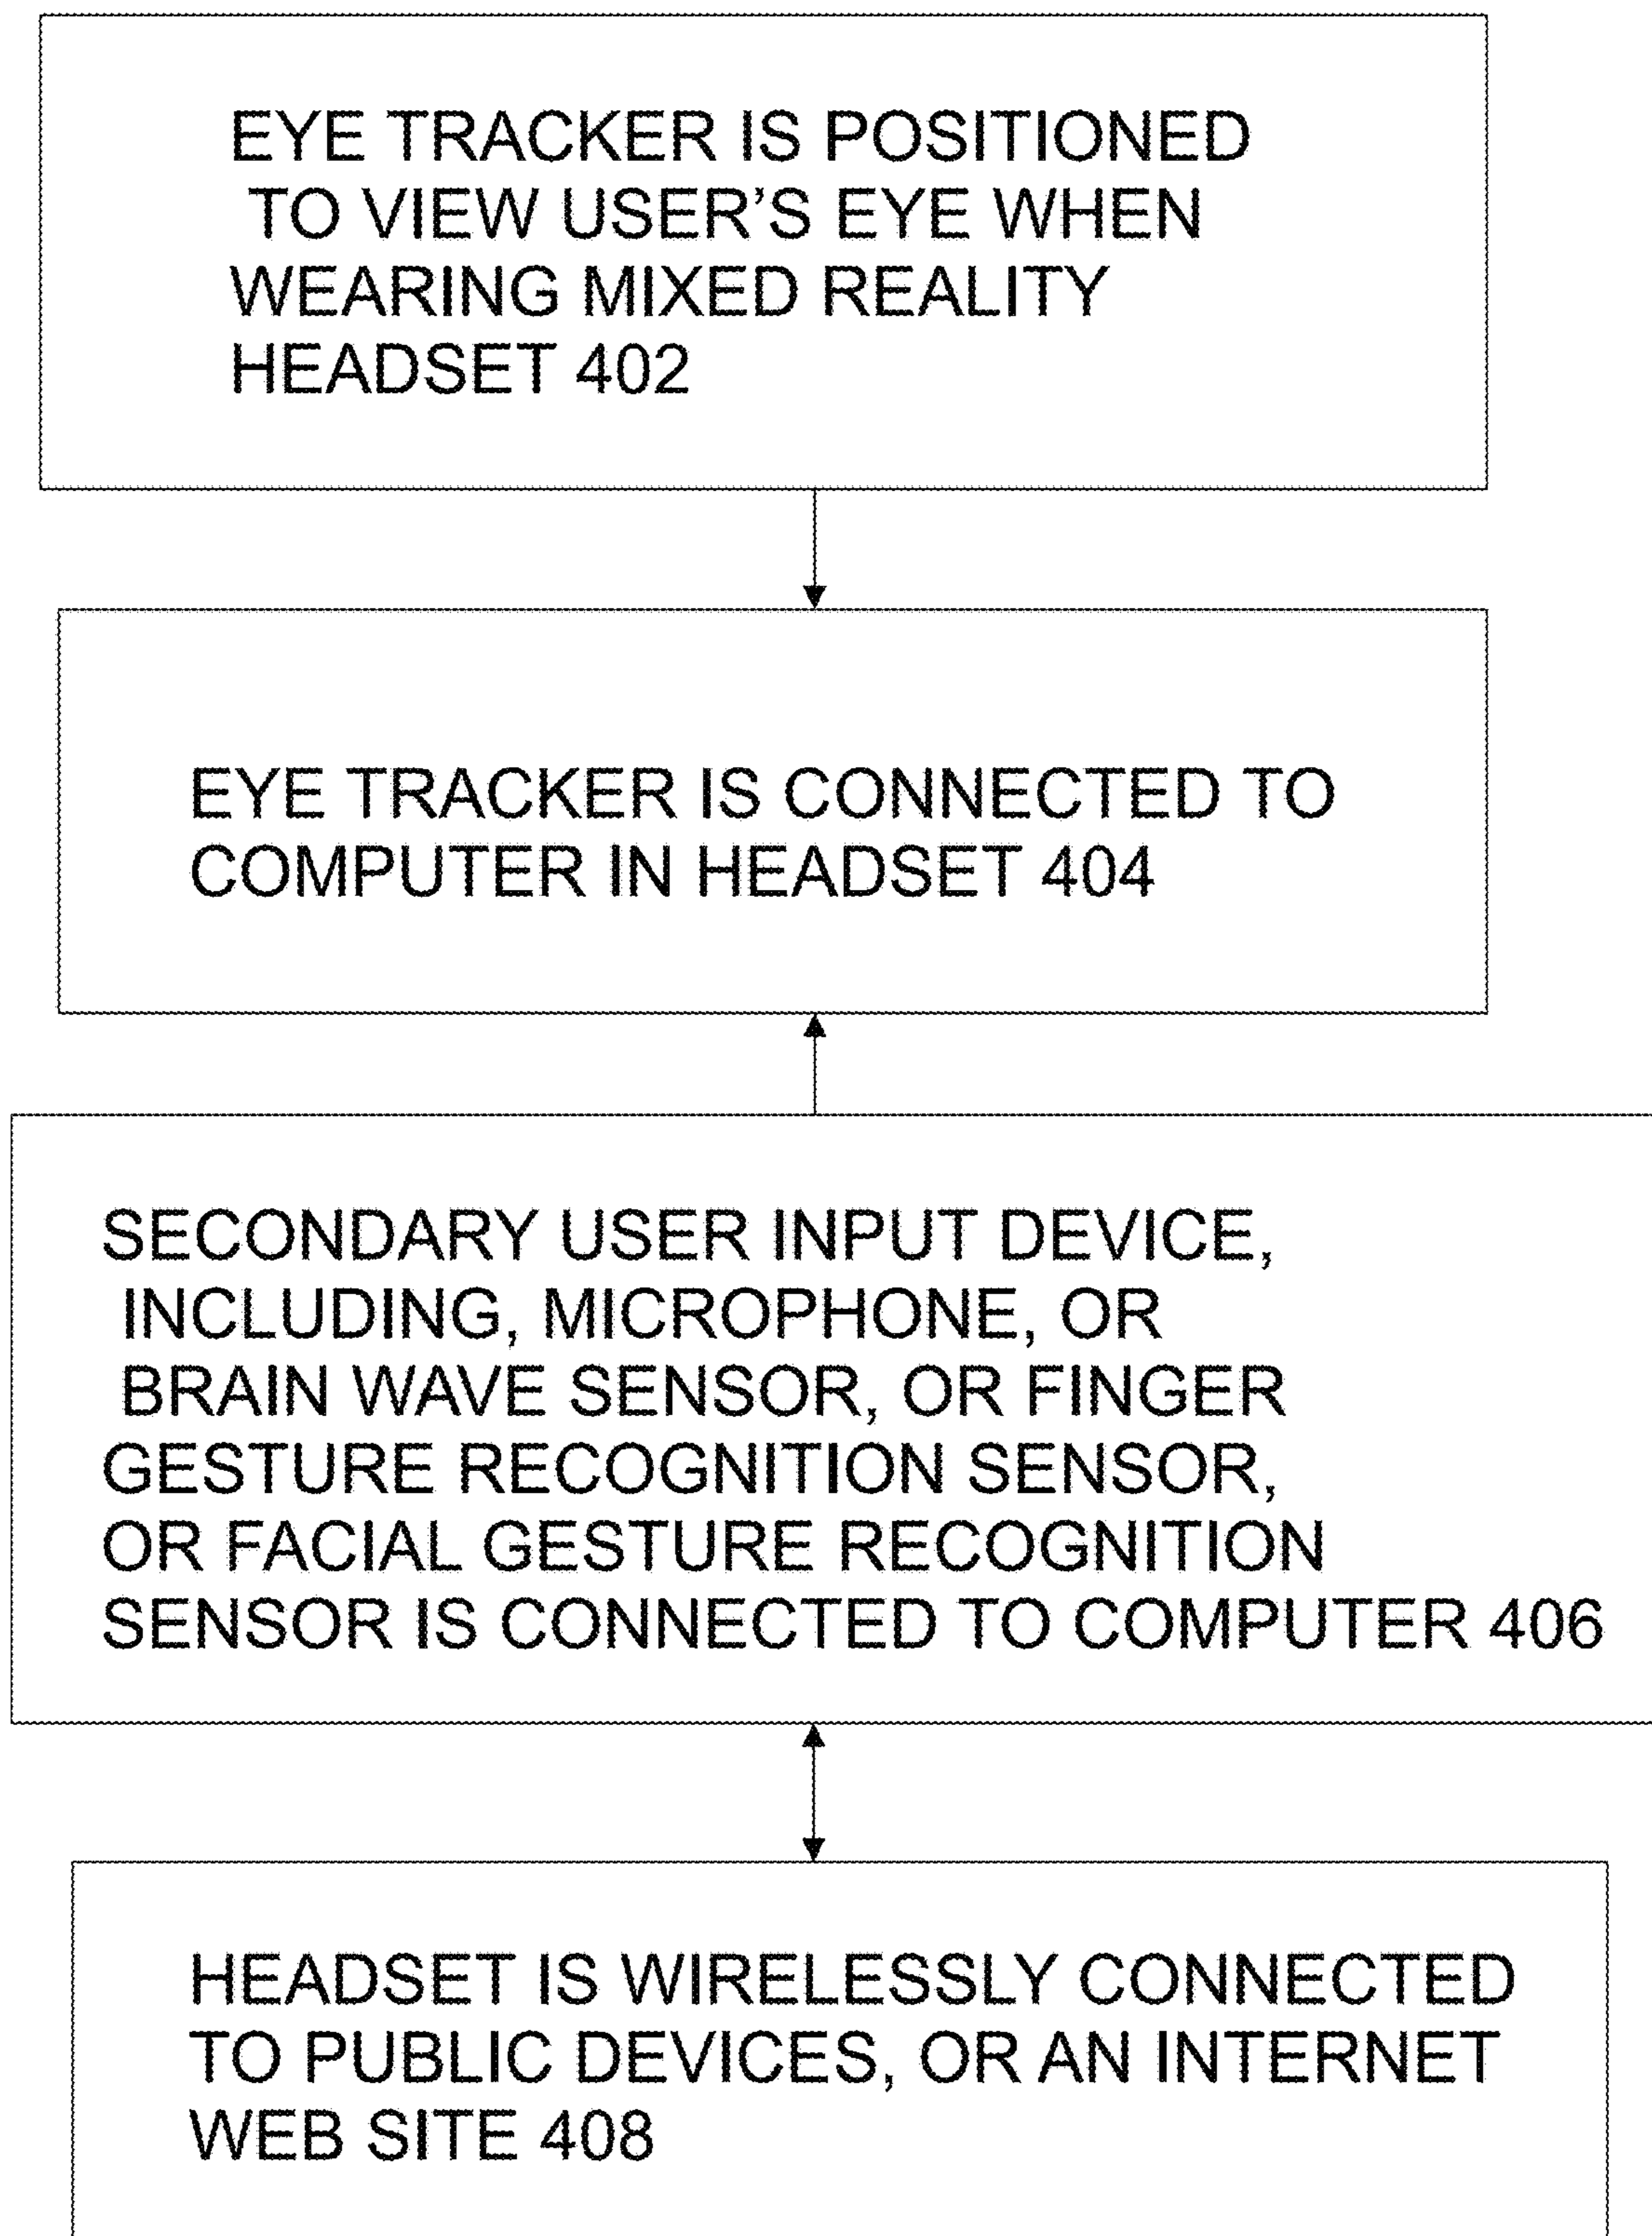 EYE TRACKER IS POSITIONED
TO VIEW USER’S EYE WHEN
WEARING MIXED REALITY
HEADSET 402
EYE TRACKER IS CONNECTED TO
COMPUTER IN HEADSET 404
SECONDARY USER INPUT DEVICE,
INCLUDING, MICROPHONE, OR
BRAIN WAVE SENSOR, OR FINGER
GESTURE RECOGNITION SENSOR,
OR FACIAL GESTURE RECOGNITION
SENSOR IS CONNECTED TO COMPUTER 406
HEADSET IS WIRELESSLY CONNECTED
TO PUBLIC DEVICES, OR AN INTERNET
WEB SITE 408